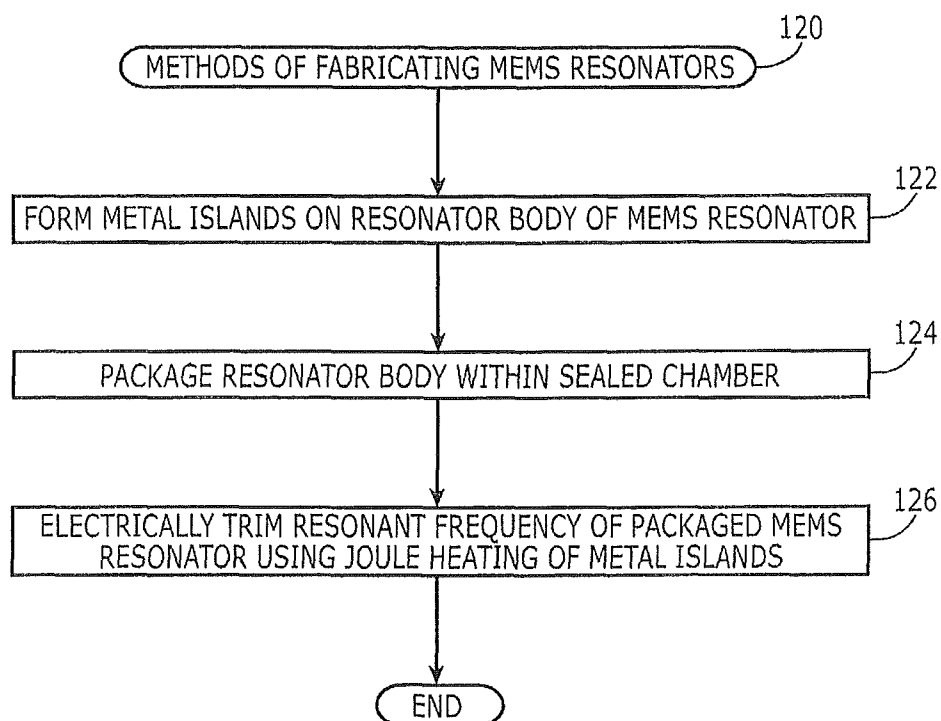 120
METHODS OF FABRICATING MEMS RESONATORS
122
FORM METAL ISLANDS ON RESONATOR BODY OF MEMS RESONATOR
124
PACKAGE RESONATOR BODY WITHIN SEALED CHAMBER
126
ELECTRICALLY TRIM RESONANT FREQUENCY OF PACKAGED MEMS
RESONATOR USING JOULE HEATING OF METAL ISLANDS
END